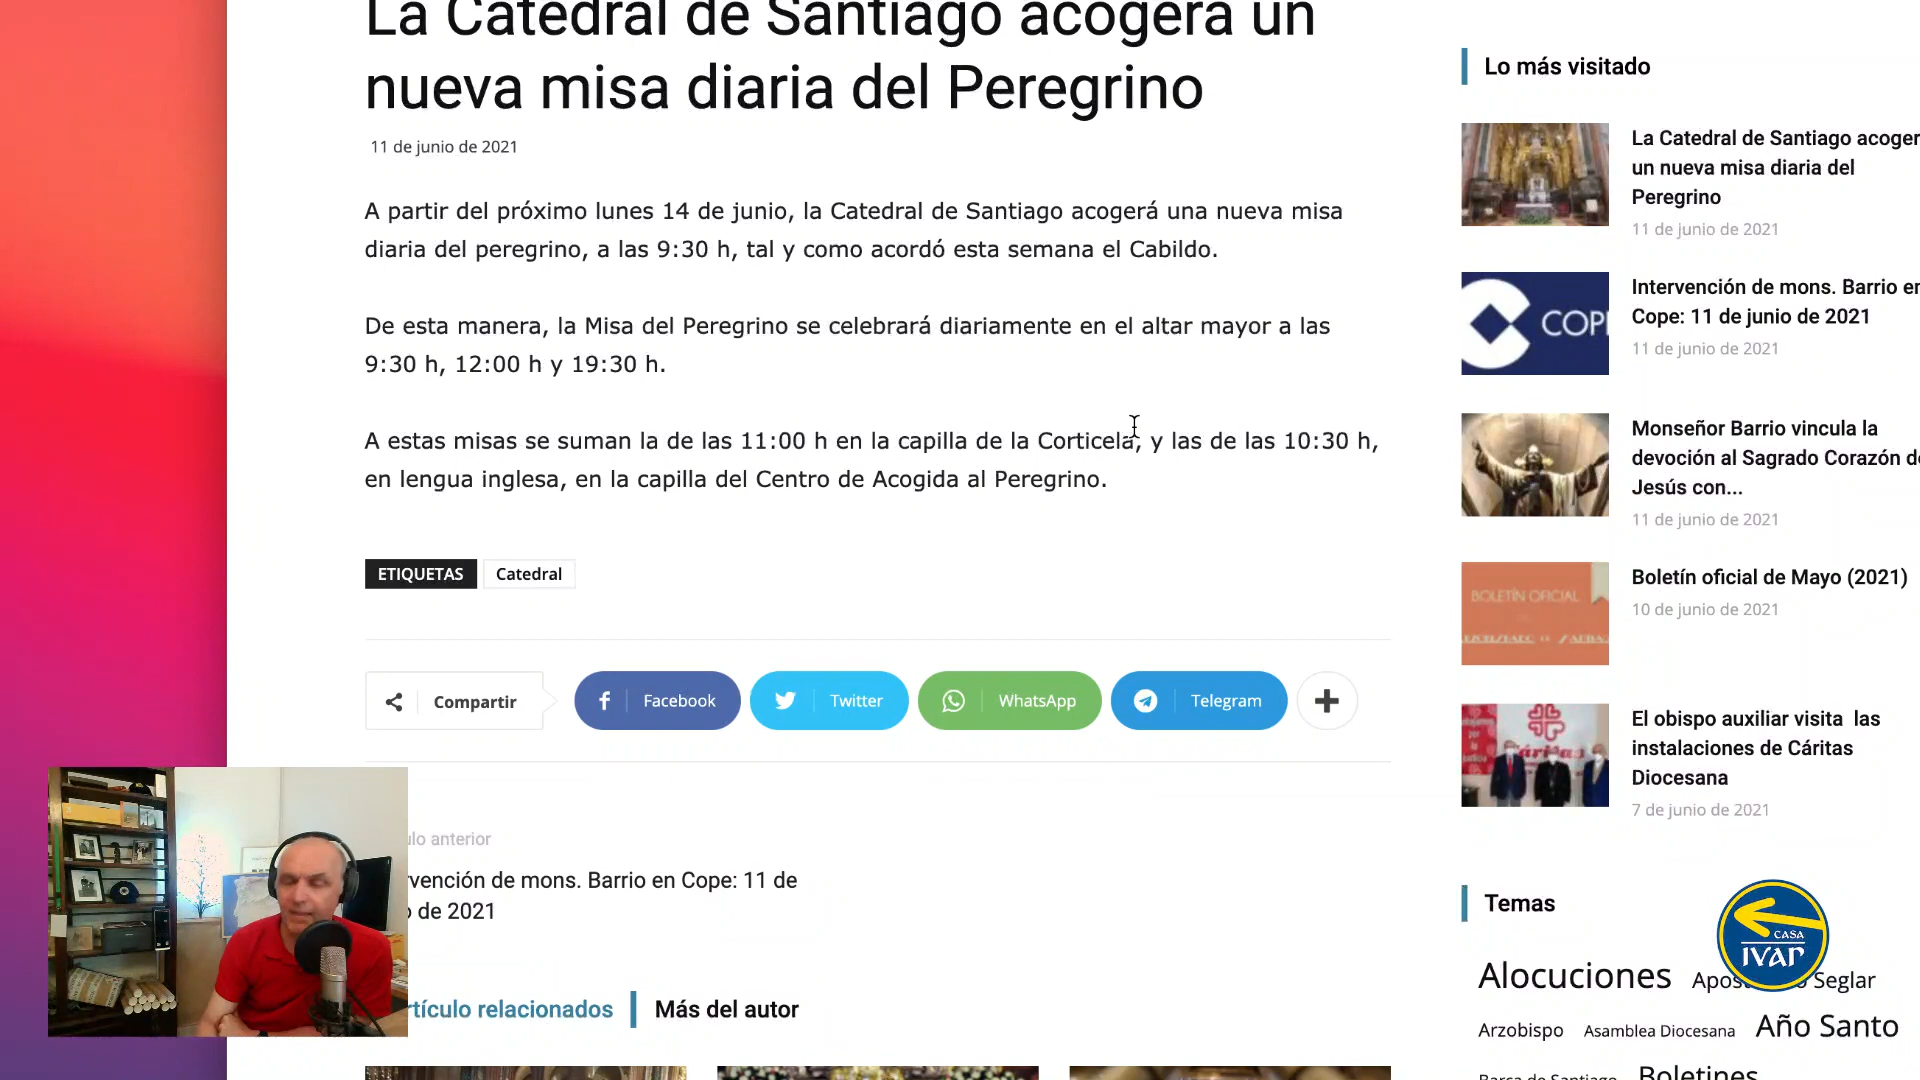 La Catedral de Santiago acogerá un
nueva misa diaria del Peregrino
11 de junio de 2021
A partir del próximo lunes 14 de junio, la Catedral de Santiago acogerá una nueva misa
diaria del peregrino, a las 9:30 h, tal y como acordó esta semana el Cabildo.
De esta manera, la Misa del Peregrino se celebrará diariamente en el altar mayor a las
9:30 h, 12:00 h y 19:30 h.
A estas misas se suman la de las 11:00 h en la capilla de la Corticela, y las de las 10:30 h,
en lengua inglesa, en la capilla del Centro de Acogida al Peregrino.
ETIQUETAS Catedral
Compartir Facebook Twitter WhatsApp Telegram
ulo anterior
rvención de mons. Barrio en Cope: 11 de
o de 2021
rtículo relacionados Más del autor
Lo más visitado
La Catedral de Santiago acoger
un nueva misa diaria del
Peregrino
11 de junio de 2021
COP
Intervención de mons. Barrio en
Cope: 11 de junio de 2021
11 de junio de 2021
Monseñor Barrio vincula la
devoción al Sagrado Corazón de
Jesús con...
11 de junio de 2021
BOLETÍN OFICIAL
Boletín oficial de Mayo (2021)
10 de junio de 2021
El obispo auxiliar visita las
instalaciones de Cáritas
Diocesana
7 de junio de 2021
Temas
CASA
IVAR
Alocuciones Apos Seglar
Arzobispo Asamblea Diocesana Año Santo
Barca de Santiago Boletines